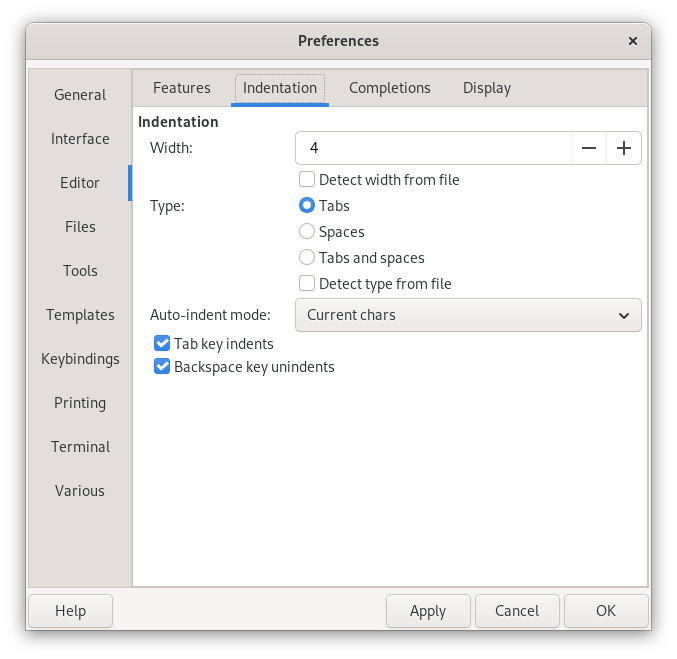 Preferences
General
Interface
Editor
Files
Tools
Templates
Keybindings
Printing
Terminal
Various
Features Indentation Completions Display
Indentation
Width: 4
Detect width from file
Type: Tabs
Spaces
Tabs and spaces
Detect type from file
Auto-indent mode: Current chars
Tab key indents
Backspace key unindents
Help Apply Cancel OK